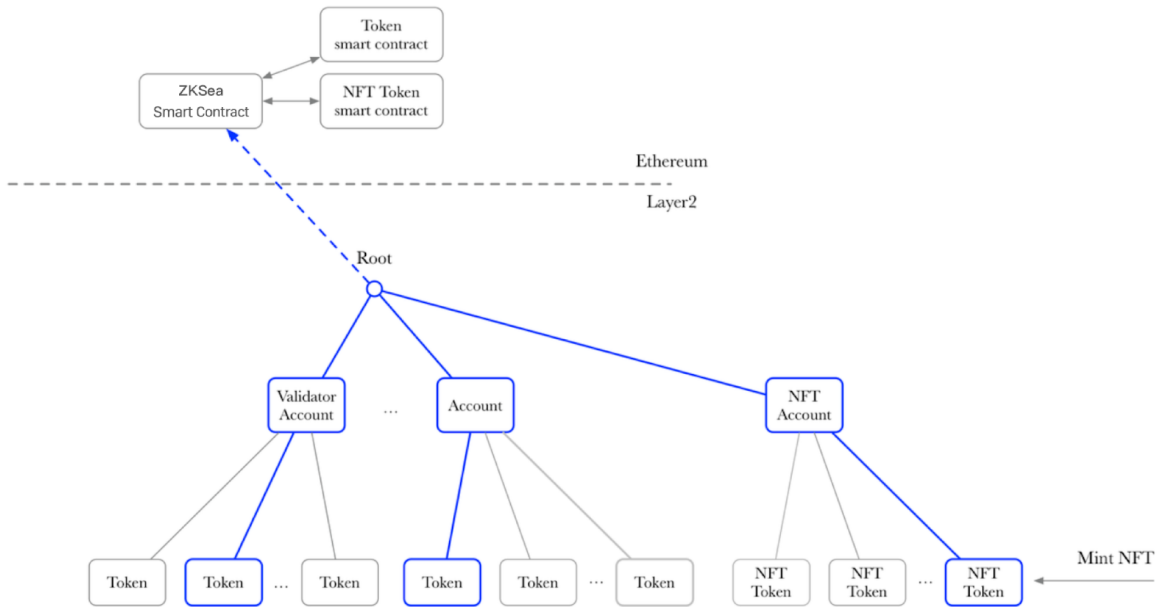 Token
smart contract
ZKSea
Smart Contract
NFT Token
smart contract
Ethereum
Layer2
Root
Validator
Account
...
Account
NFT
Account
Token
Token
...
Token
Token
Token
...
Token
NFT
Token
NFT
Token
...
NFT
Token
Mint NFT